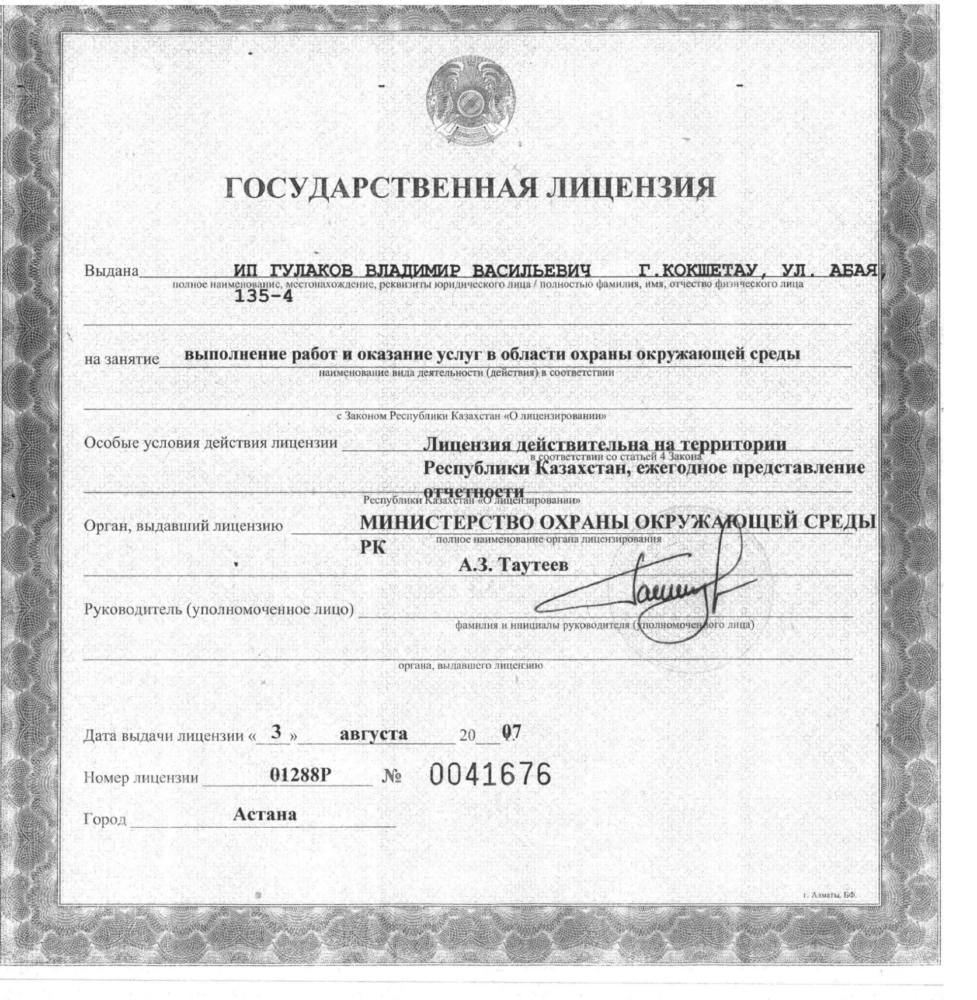 ГОСУДАРСТВЕННАЯ ЛИЦЕНЗИЯ
Выдана ИП ГУЛАКОВ ВЛАДИМИР ВАСИЛЬЕВИЧ Г.КОКШЕТАУ, УЛ. АБАЯ,
полное наименование, местонахождение, реквизиты юридического лица / полностью фамилия, имя, отчество физического лица
135-4
на занятие выполнение работ и оказание услуг в области охраны окружающей среды
наименование вида деятельности (действия) в соответствии
с Законом Республики Казахстан «О лицензировании»
Особые условия действия лицензии Лицензия действительна на территории
в соответствии со статьей 4 Закона
Республики Казахстан, ежегодное представление
отчетности
Республики Казахстан «О лицензировании»
Орган, выдавший лицензию МИНИСТЕРСТВО ОХРАНЫ ОКРУЖАЮЩЕЙ СРЕДЫ
полное наименование органа лицензирования
РК
А.З. Таутеев
Руководитель (уполномоченное лицо)
фамилия и инициалы руководителя (уполномоченного лица)
органа, выдавшего лицензию
Дата выдачи лицензии « 3 » августа 20 07
Номер лицензии 01288Р № 0041676
Город Астана
г. Алматы. БФ.